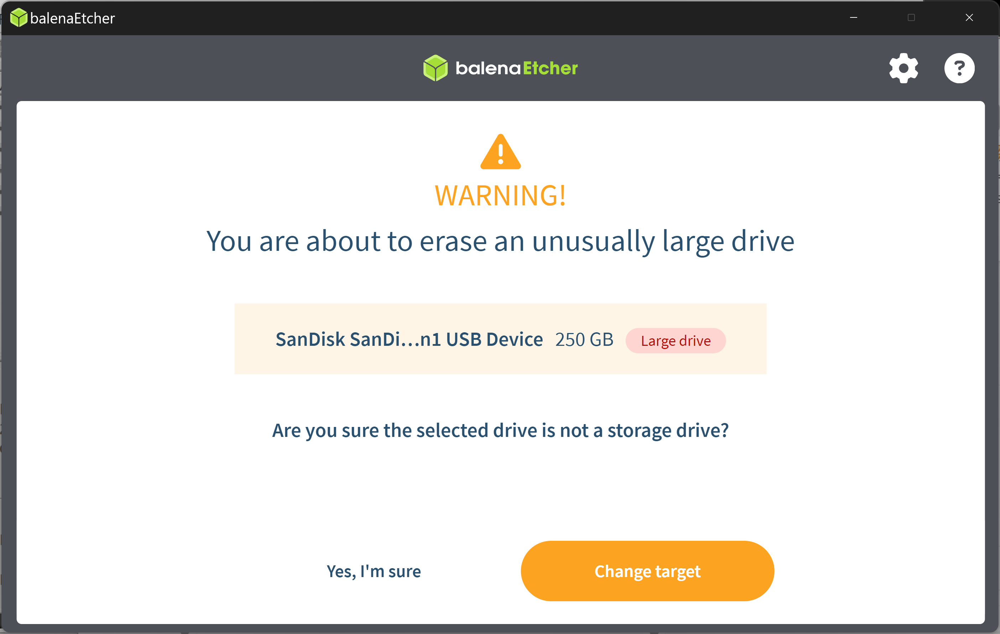 balenaEtcher
balenaEtcher
WARNING!
You are about to erase an unusually large drive
SanDisk SanDi...n1 USB Device 250 GB Large drive
Are you sure the selected drive is not a storage drive?
Yes, I'm sure Change target